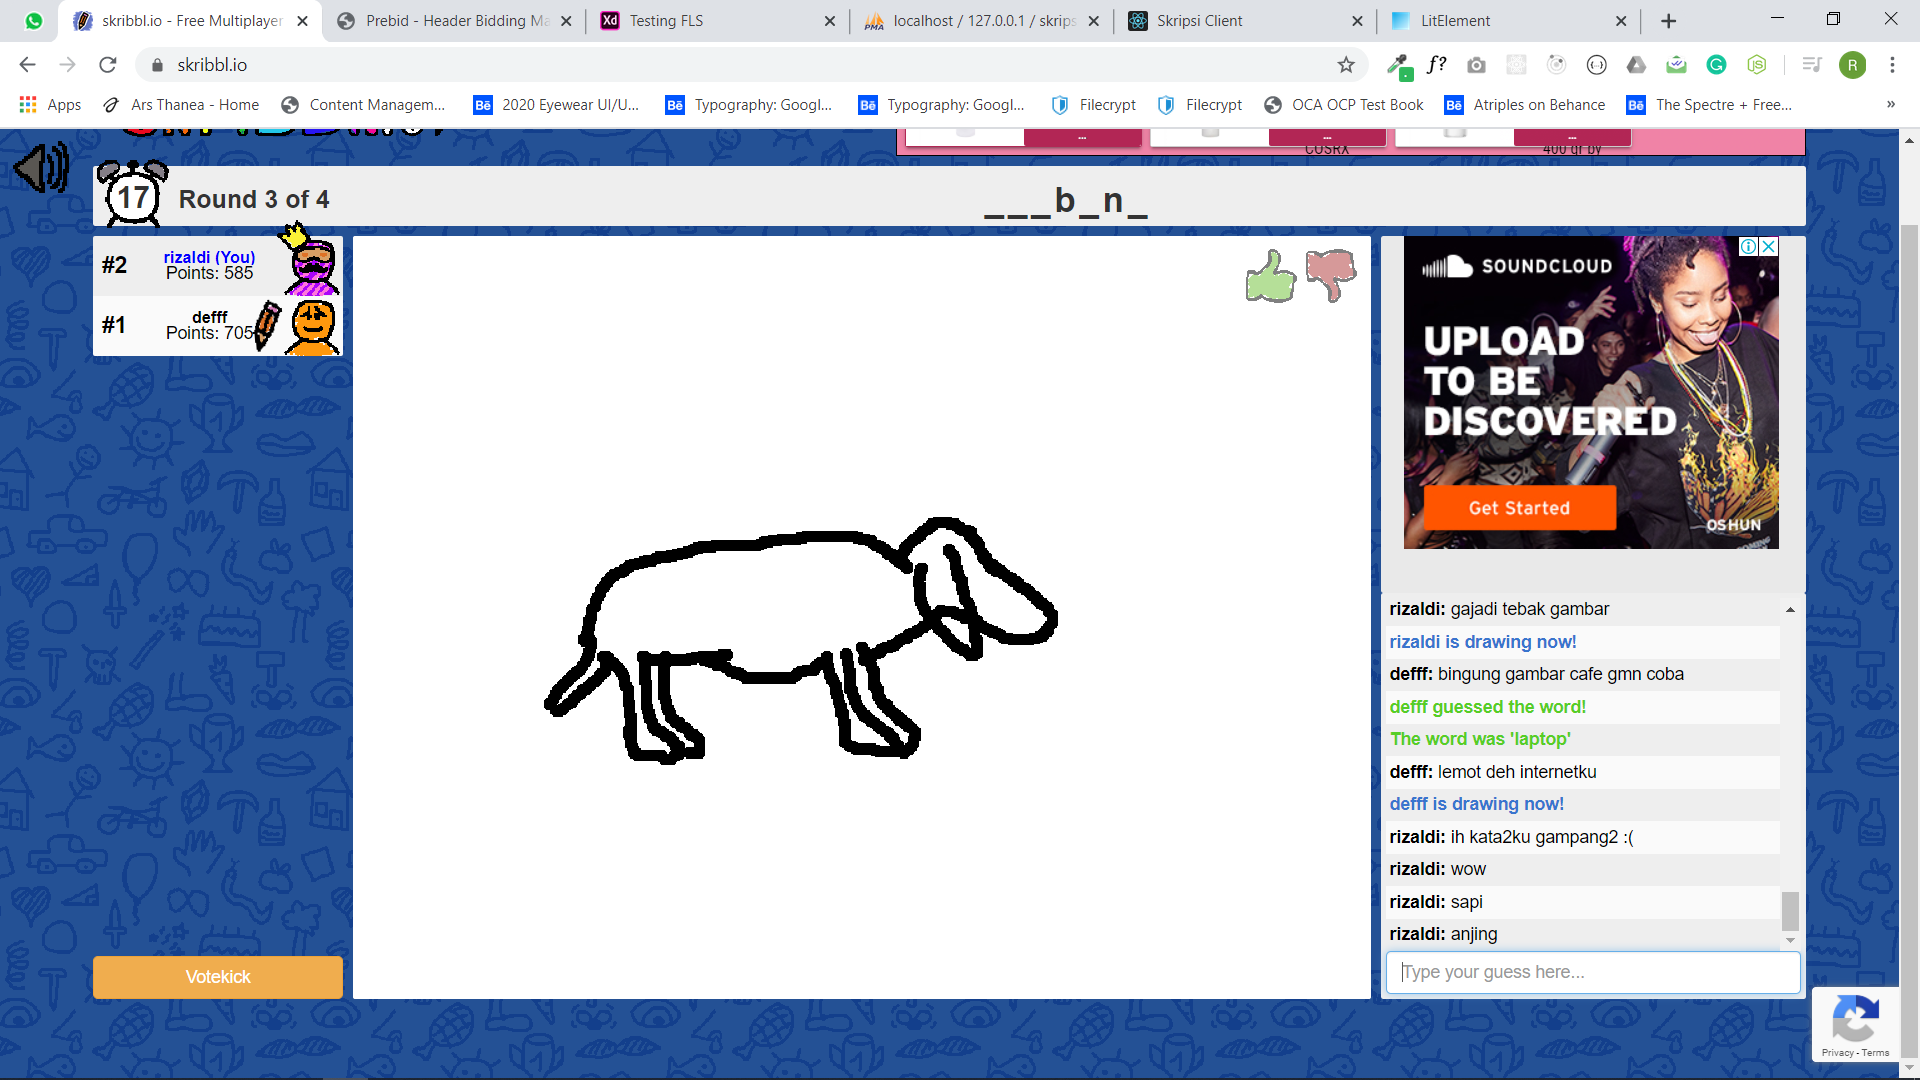 skribbl.io - Free Multiplayer
Prebid - Header Bidding Ma
Testing FLS
localhost / 127.0.0.1 / skrips
Skripsi Client
LitElement
skribbl.io
Apps
Ars Thanea - Home
Content Managem...
2020 Eyewear UI/U...
Typography: Googl...
Typography: Googl...
Filecrypt
Filecrypt
OCA OCP Test Book
Atriples on Behance
The Spectre + Free...
COSRX
400 gr by
17
Round 3 of 4
___b_n_
#2
rizaldi (You)
Points: 585
#1
defff
Points: 705
SOUNDCLOUD
UPLOAD
TO BE
DISCOVERED
Get Started
OSHUN
rizaldi: gajadi tebak gambar
rizaldi is drawing now!
defff: bingung gambar cafe gmn coba
defff guessed the word!
The word was 'laptop'
defff: lemot deh internetku
defff is drawing now!
rizaldi: ih kata2ku gampang2 :(
rizaldi: wow
rizaldi: sapi
rizaldi: anjing
Type your guess here...
Votekick
Privacy - Terms